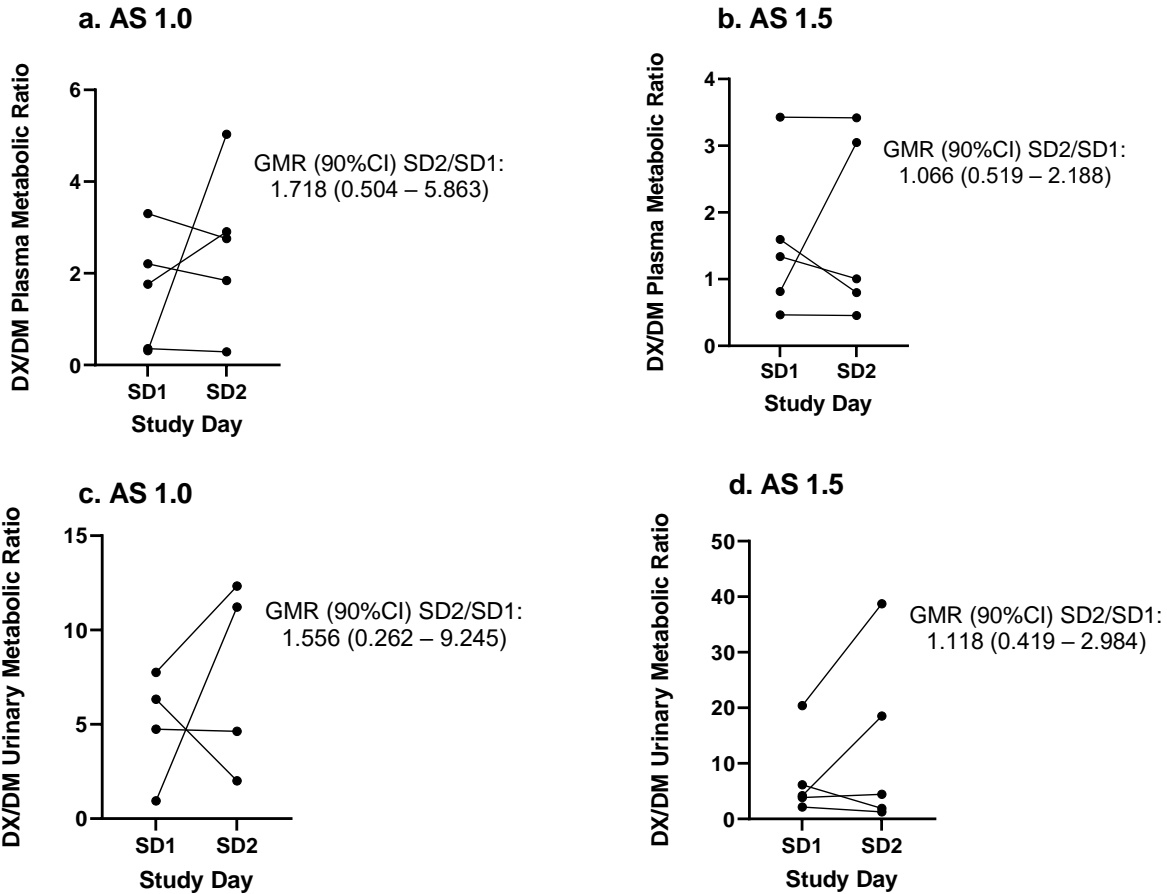 a. AS 1.0
DX/DM Plasma Metabolic Ratio
6
4
2
0
GMR (90%CI) SD2/SD1:
1.718 (0.504 – 5.863)
SD1 SD2
Study Day
b. AS 1.5
DX/DM Plasma Metabolic Ratio
4
3
2
1
0
GMR (90%CI) SD2/SD1:
1.066 (0.519 – 2.188)
SD1 SD2
Study Day
c. AS 1.0
DX/DM Urinary Metabolic Ratio
15
10
5
0
GMR (90%CI) SD2/SD1:
1.556 (0.262 – 9.245)
SD1 SD2
Study Day
d. AS 1.5
DX/DM Urinary Metabolic Ratio
50
40
30
20
10
0
GMR (90%CI) SD2/SD1:
1.118 (0.419 – 2.984)
SD1 SD2
Study Day